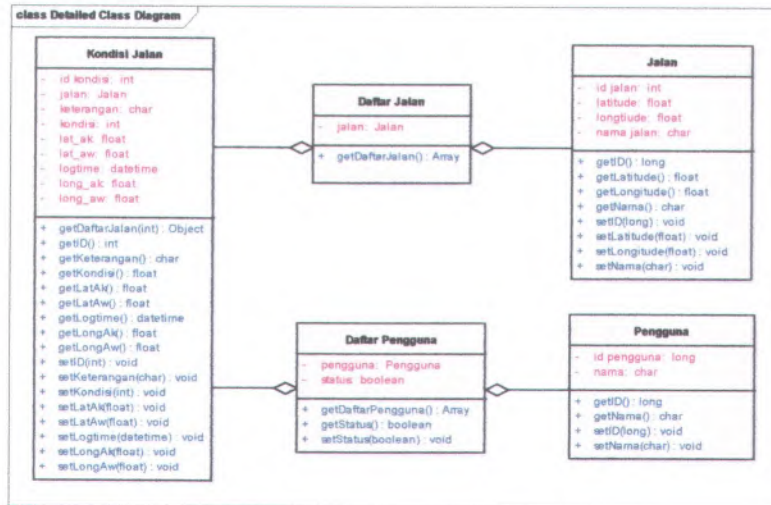 class Detailed Class Diagram
Kondisi Jalan
- id kondisi: int
- jalan: Jalan
- keterangan: char
- kondisi: int
- lat_ak: float
- lat_aw: float
- logtime: datetime
- long_ak: float
- long_aw: float
+ getDaftarJalan(int) : Object
+ getID() : int
+ getKeterangan() : char
+ getKondisi() : float
+ getLatAk() : float
+ getLatAw() : float
+ getLogtime() : datetime
+ getLongAk() : float
+ getLongAw() : float
+ setID(int) : void
+ setKeterangan(char) : void
+ setKondisi(int) : void
+ setLatAk(float) : void
+ setLatAw(float) : void
+ setLogtime(datetime) : void
+ setLongAk(float) : void
+ setLongAw(float) : void
Daftar Jalan
- jalan: Jalan
+ getDaftarJalan() : Array
Jalan
- id jalan: int
- latitude: float
- longtiude: float
- nama jalan: char
+ getID() : long
+ getLatitude() : float
+ getLongitude() : float
+ getNama() : char
+ setID(long) : void
+ setLatitude(float) : void
+ setLongitude(float) : void
+ setNama(char) : void
Daftar Pengguna
- pengguna: Pengguna
- status: boolean
+ getDaftarPengguna() : Array
+ getStatus() : boolean
+ setStatus(boolean) : void
Pengguna
- id pengguna: long
- nama: char
+ getID() : long
+ getNama() : char
+ setID(long) : void
+ setNama(char) : void